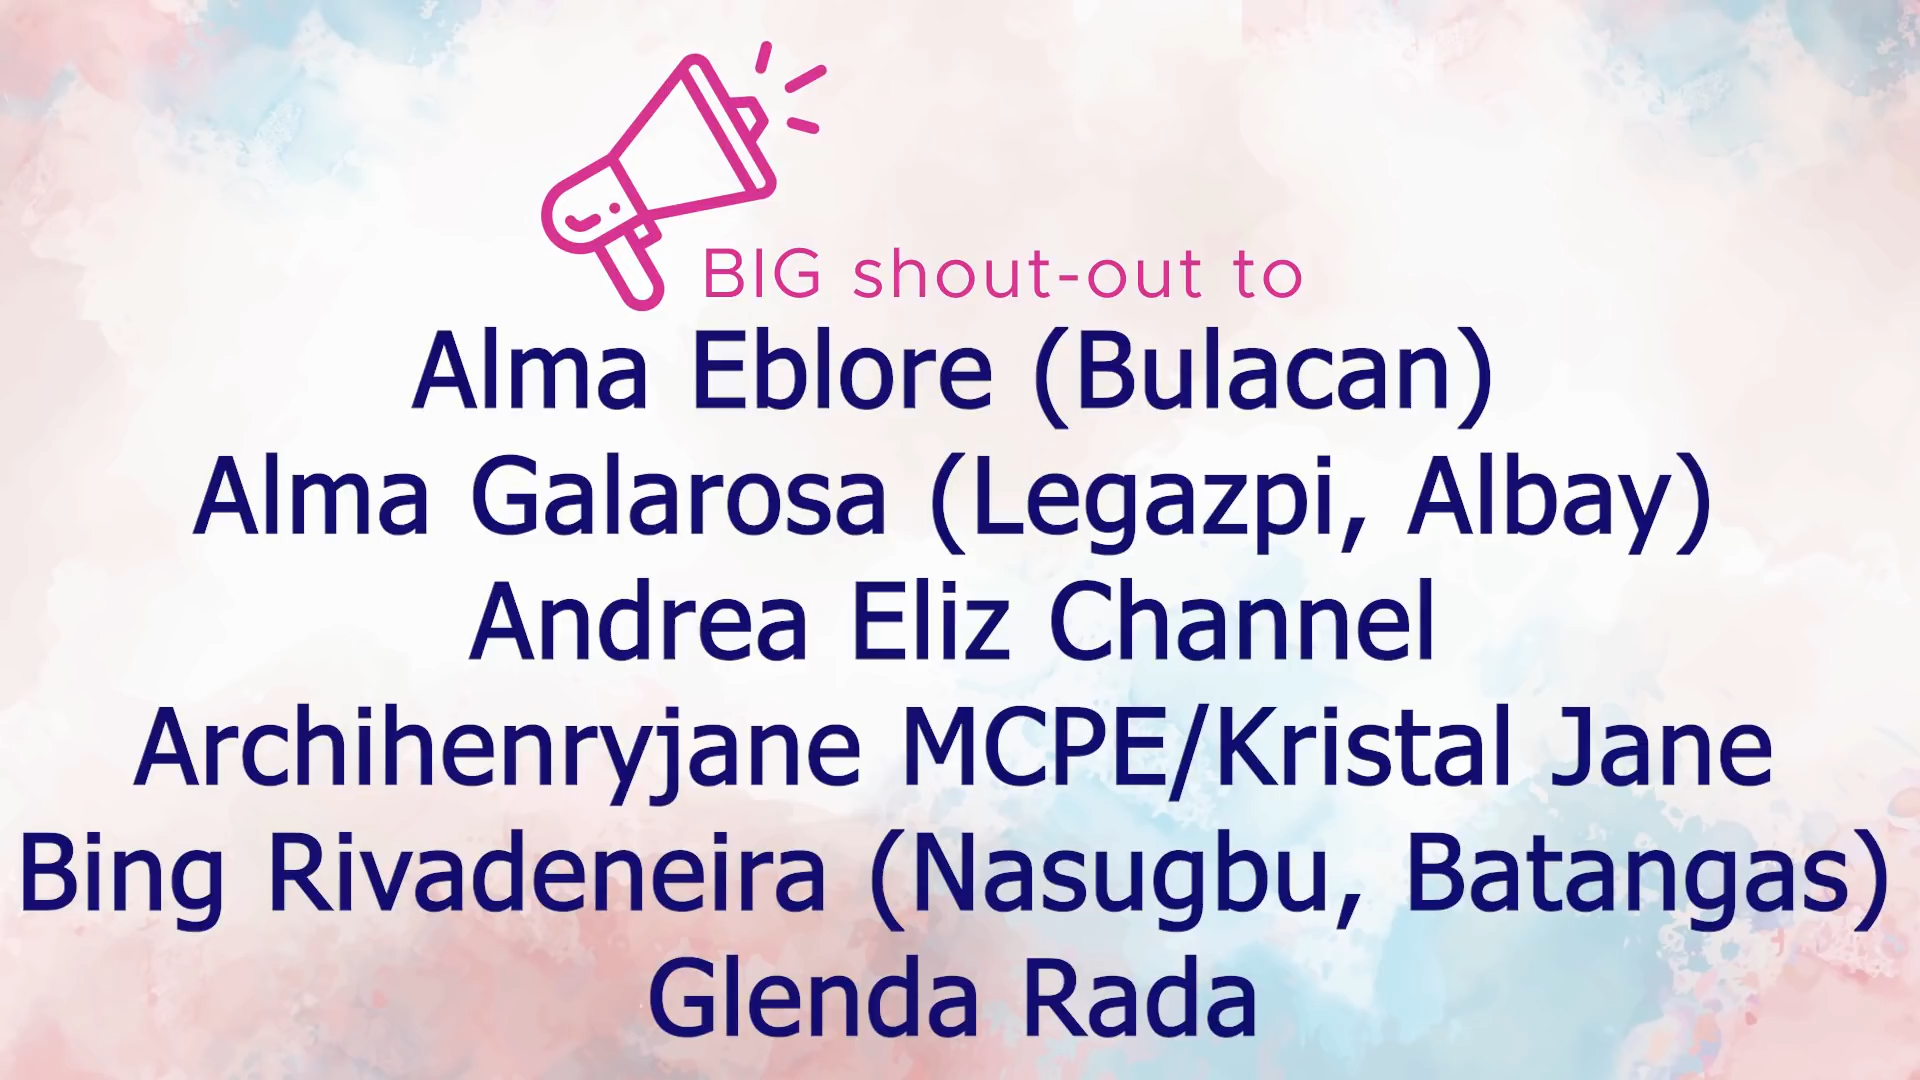 BIG shout-out to
Alma Eblore (Bulacan)
Alma Galarosa (Legazpi, Albay)
Andrea Eliz Channel
Archihenryjane MCPE/Kristal Jane
Bing Rivadeneira (Nasugbu, Batangas)
Glenda Rada